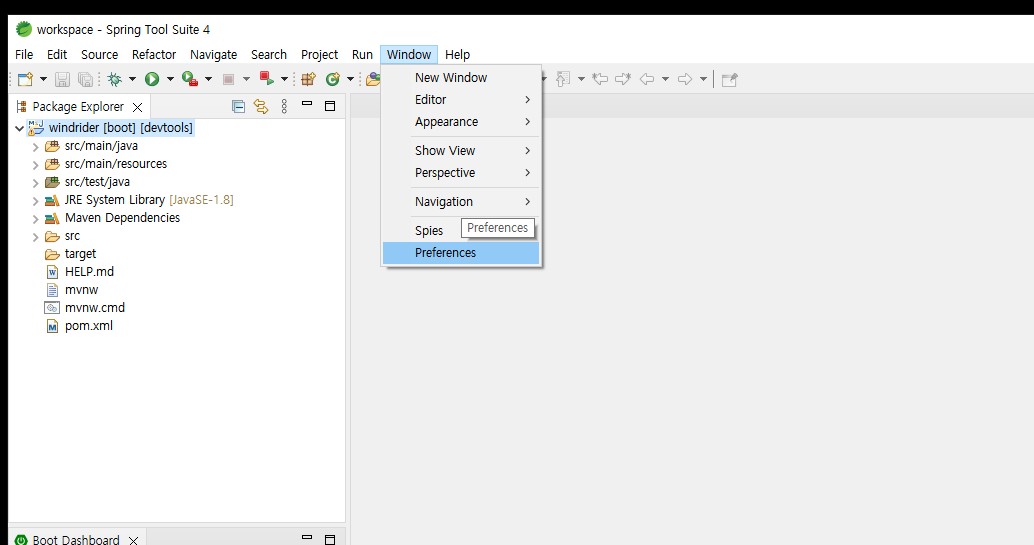 workspace - Spring Tool Suite 4
File Edit Source Refactor Navigate Search Project Run Window Help
Package Explorer
windrider [boot] [devtools]
src/main/java
src/main/resources
src/test/java
JRE System Library [JavaSE-1.8]
Maven Dependencies
src
target
HELP.md
mvnw
mvnw.cmd
pom.xml
New Window
Editor
Appearance
Show View
Perspective
Navigation
Spies
Preferences
Preferences
Boot Dashboard